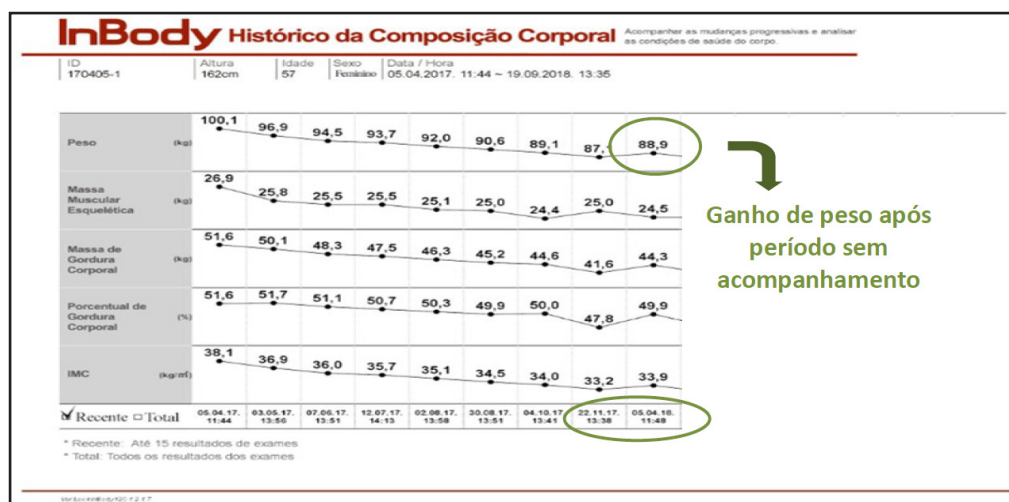 InBody Histórico da Composição Corporal
Acompanhar as mudanças progressivas e analisar
as condições de saúde do corpo.
ID Altura Idade Sexo Data / Hora
170405-1 162cm 57 Feminino 05.04.2017. 11:44 ~ 19.09.2018. 13:35
Peso (kg) 100,1 96,9 94,5 93,7 92,0 90,6 89,1 87, 88,9
Massa Muscular Esquelética (kg) 26,9 25,8 25,5 25,5 25,1 25,0 24,4 25,0 24,5
Massa de Gordura Corporal (kg) 51,6 50,1 48,3 47,5 46,3 45,2 44,6 41,6 44,3
Porcentual de Gordura Corporal (%) 51,6 51,7 51,1 50,7 50,3 49,9 50,0 47,8 49,9
IMC (kg/m²) 38,1 36,9 36,0 35,7 35,1 34,5 34,0 33,2 33,9
Recente Total 05.04.17. 03.05.17. 07.06.17. 12.07.17. 02.08.17. 30.08.17. 04.10.17. 22.11.17. 05.04.18.
11:44 13:56 13:51 14:13 13:58 13:51 13:41 13:38 11:48
* Recente: Até 15 resultados de exames
* Total: Todos os resultados dos exames
Ganho de peso após
período sem
acompanhamento